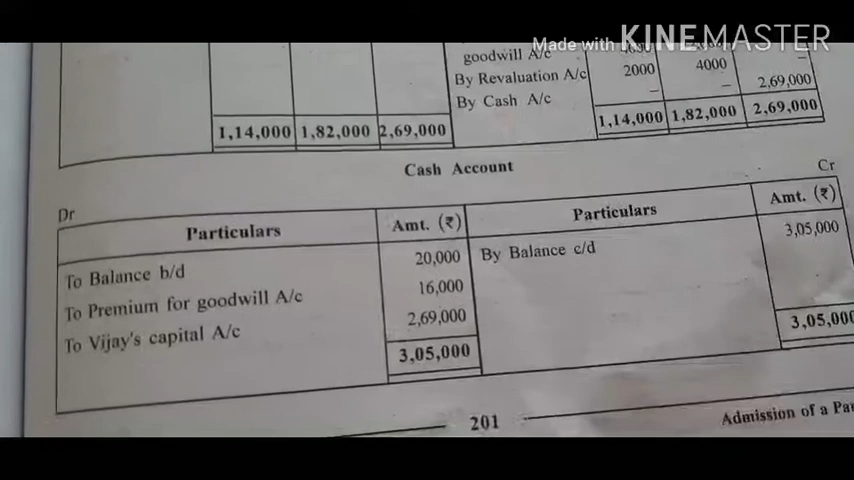 Made with KINEMASTER
goodwill A/c
By Revaluation A/c 2000 4000 –
By Cash A/c – – 2,69,000
1,14,000 1,82,000 2,69,000 1,14,000 1,82,000 2,69,000
Cash Account
Dr Cr
Particulars Amt. (₹) Particulars Amt. (₹)
To Balance b/d 20,000 By Balance c/d 3,05,000
To Premium for goodwill A/c 16,000
To Vijay's capital A/c 2,69,000
3,05,000 3,05,000
201 Admission of a